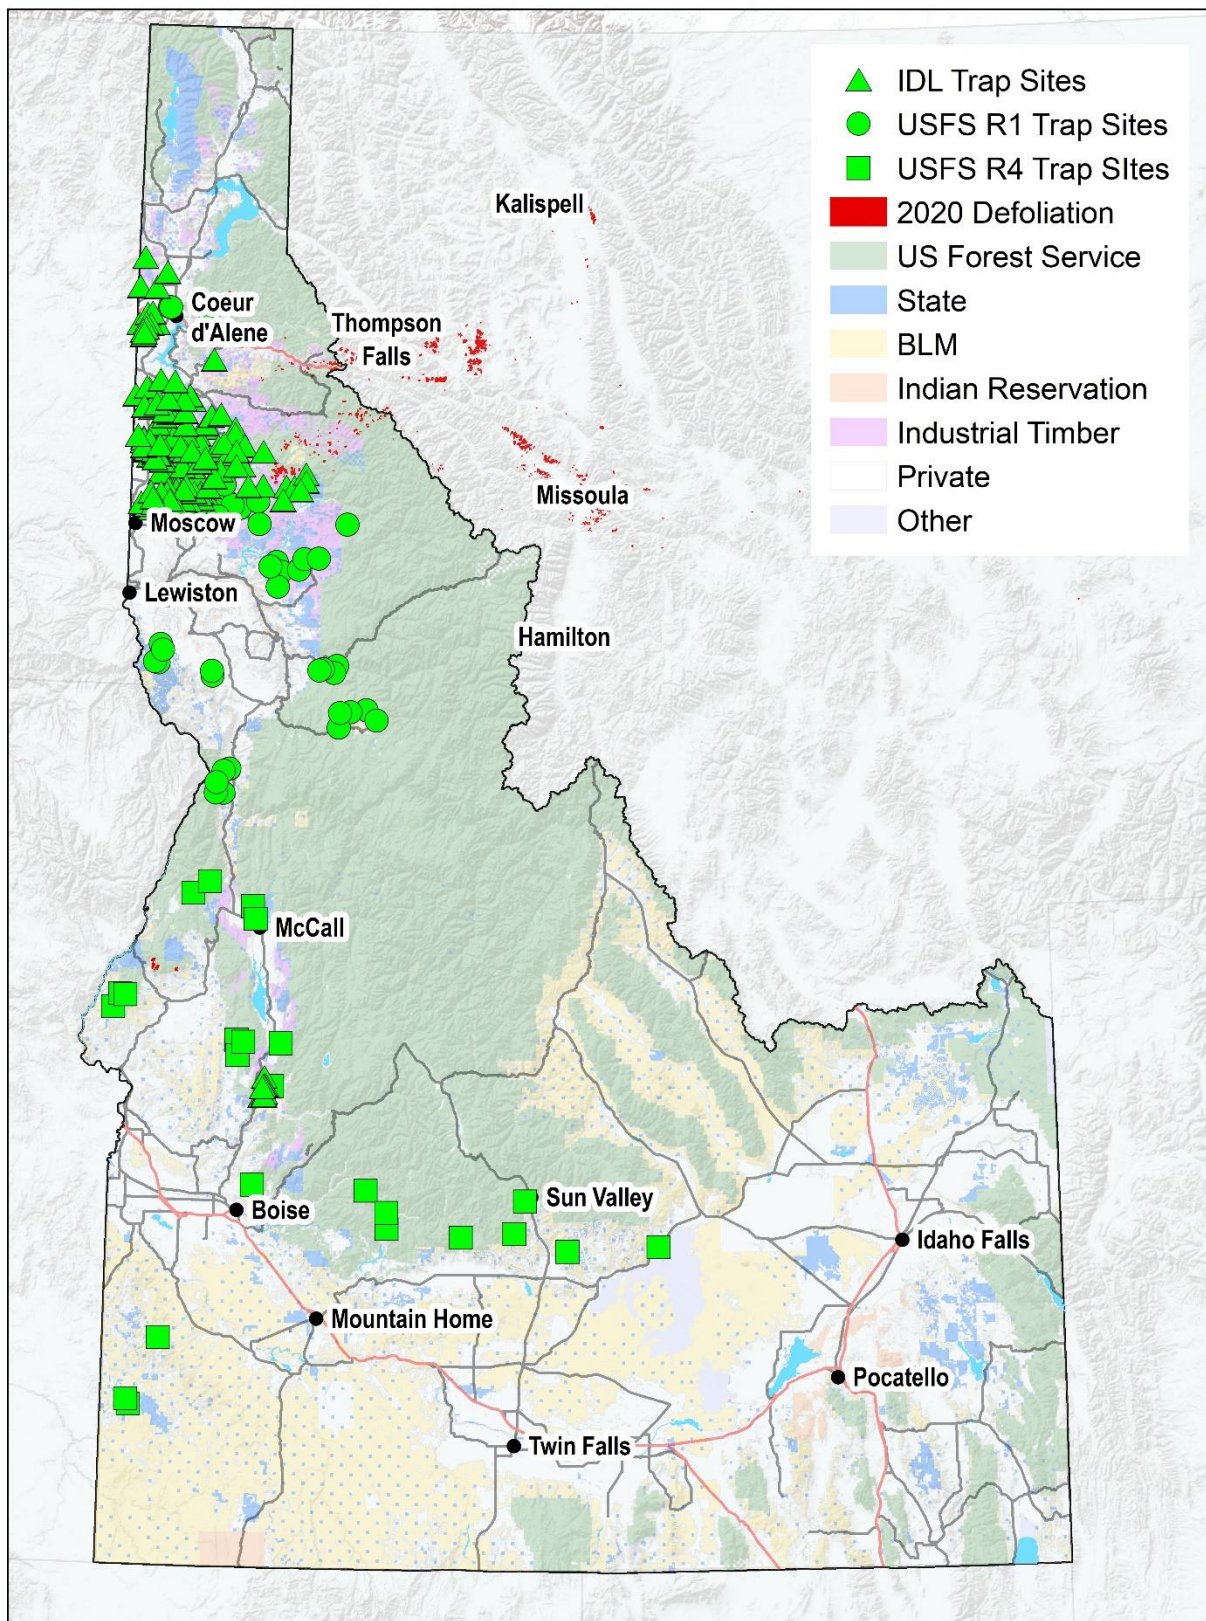 IDL Trap Sites
USFS R1 Trap Sites
USFS R4 Trap SItes
2020 Defoliation
US Forest Service
State
BLM
Indian Reservation
Industrial Timber
Private
Other
Kalispell
Coeur
d'Alene
Thompson
Falls
Missoula
Moscow
Lewiston
Hamilton
McCall
Sun Valley
Boise
Idaho Falls
Mountain Home
Pocatello
Twin Falls